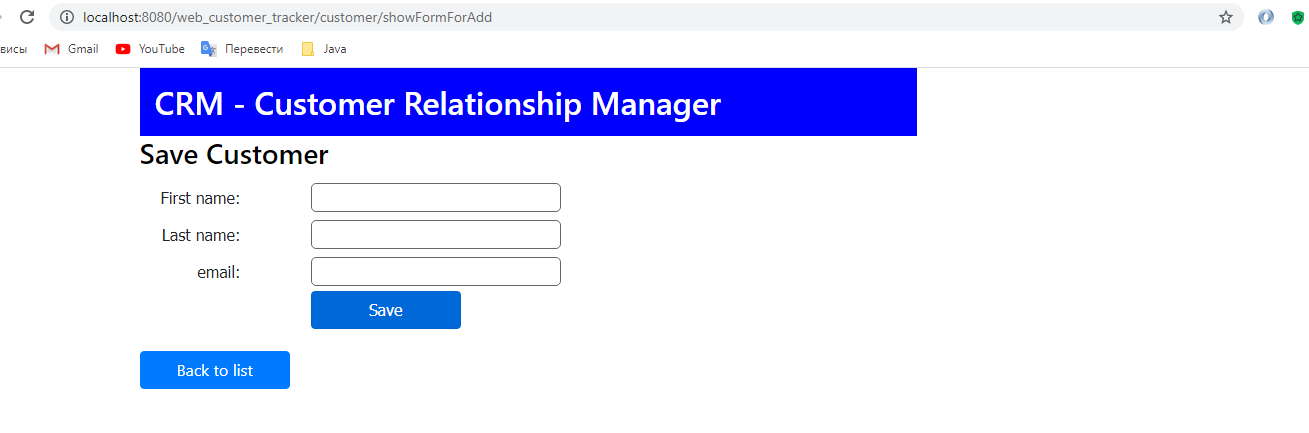 localhost:8080/web_customer_tracker/customer/showFormForAdd
висы Gmail YouTube Перевести Java
CRM - Customer Relationship Manager
Save Customer
First name:
Last name:
email:
Save
Back to list